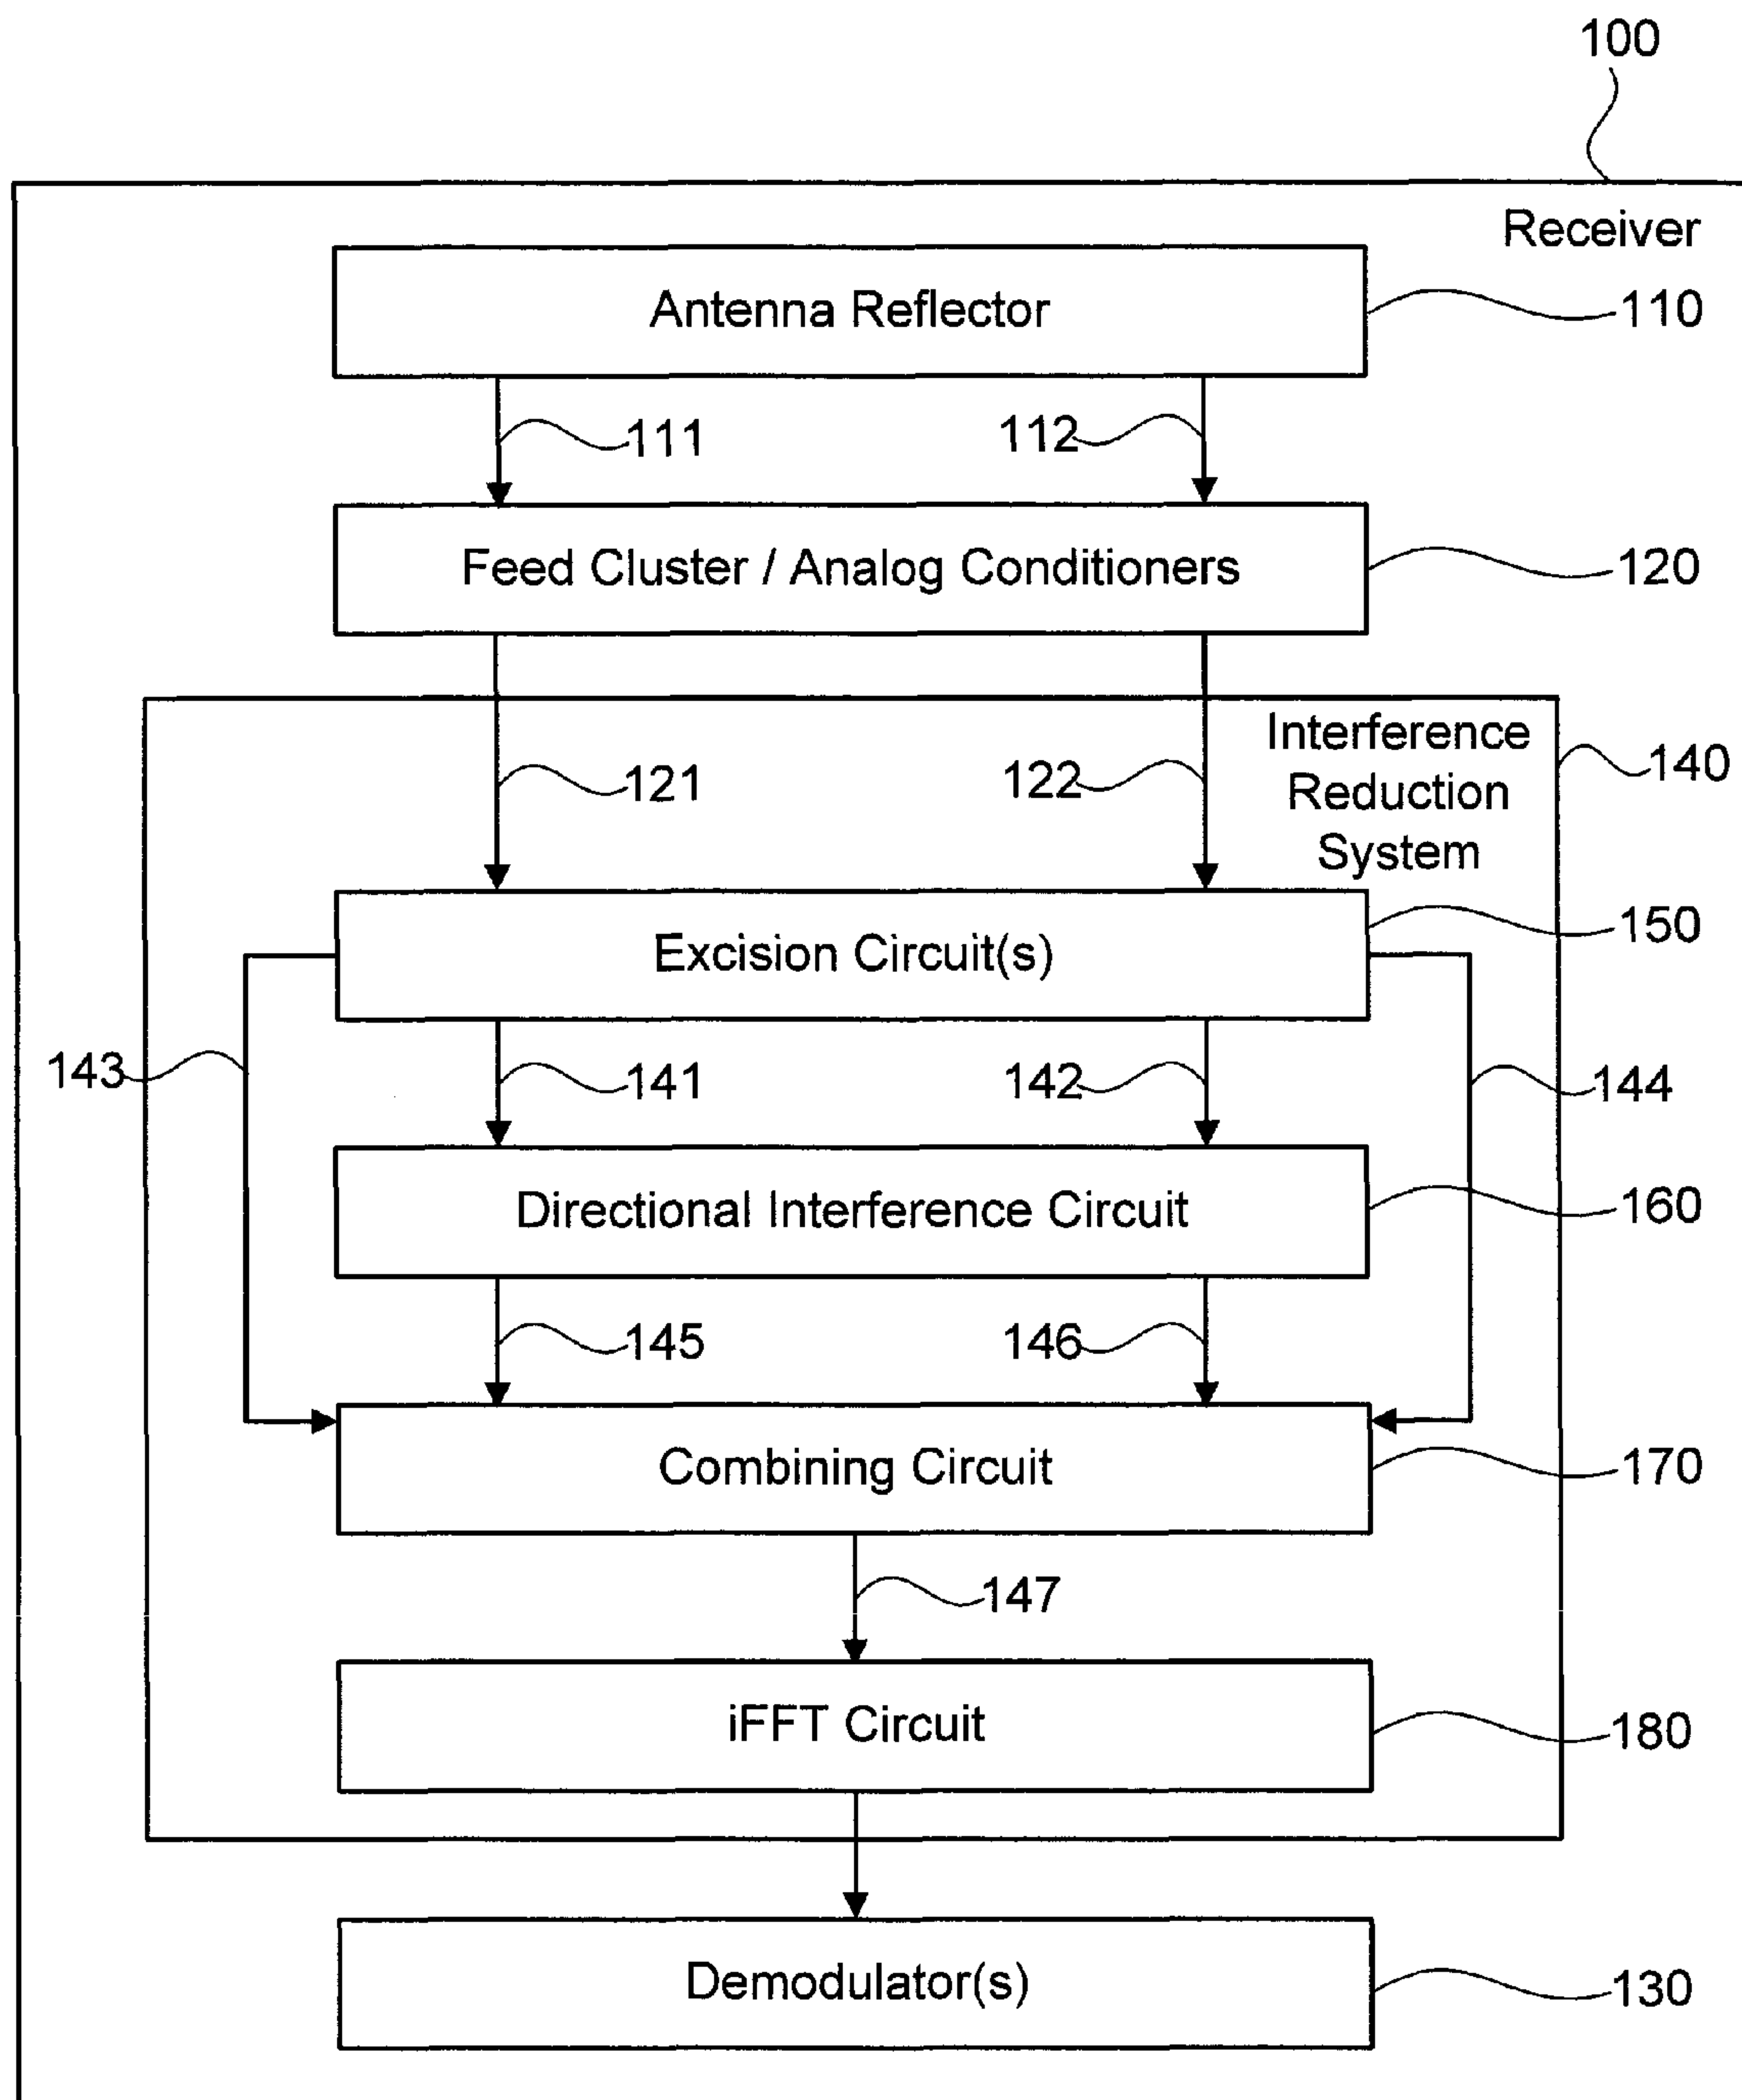 100
Receiver
Antenna Reflector
110
111
112
Feed Cluster / Analog Conditioners
120
Interference
Reduction
System
140
121
122
Excision Circuit(s)
150
143
141
142
144
Directional Interference Circuit
160
145
146
Combining Circuit
170
147
iFFT Circuit
180
Demodulator(s)
130